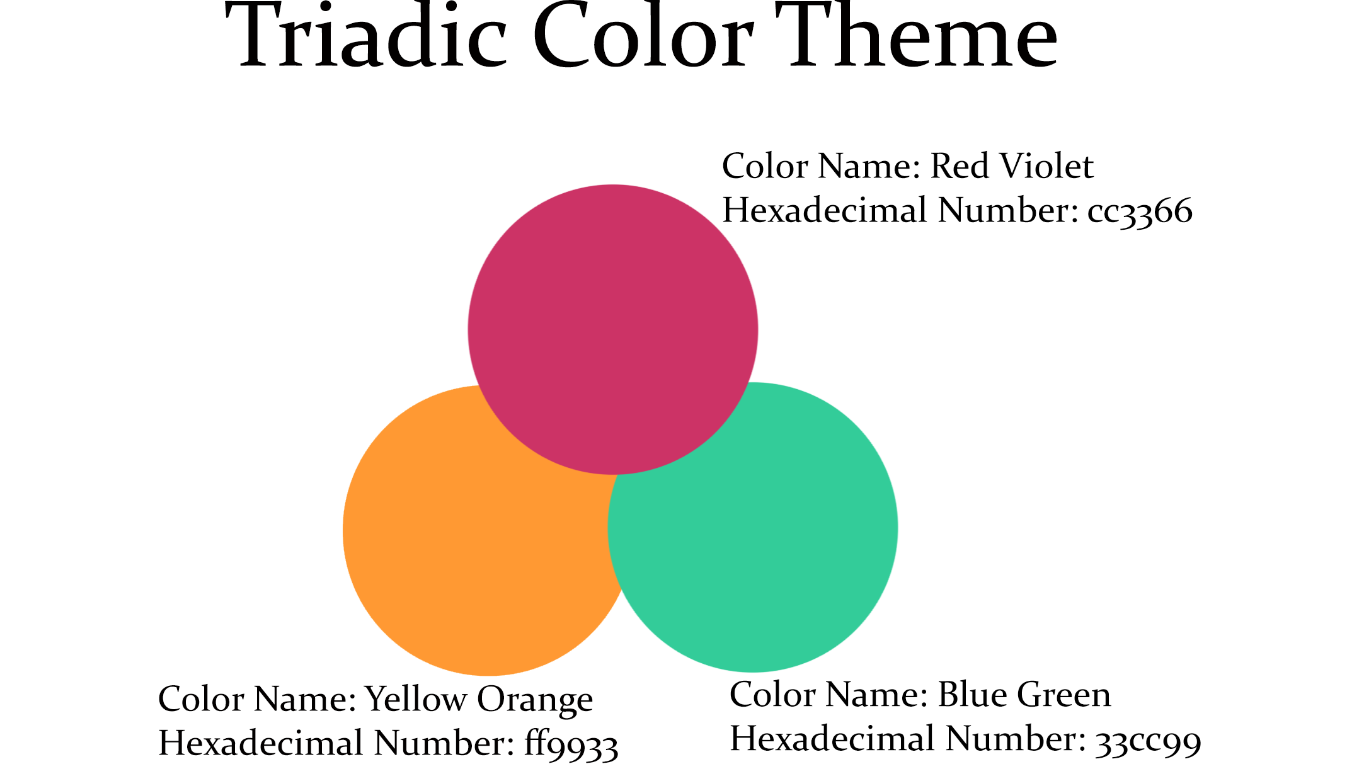 Triadic Color Theme
Color Name: Red Violet
Hexadecimal Number: cc3366
Color Name: Yellow Orange
Hexadecimal Number: ff9933
Color Name: Blue Green
Hexadecimal Number: 33cc99